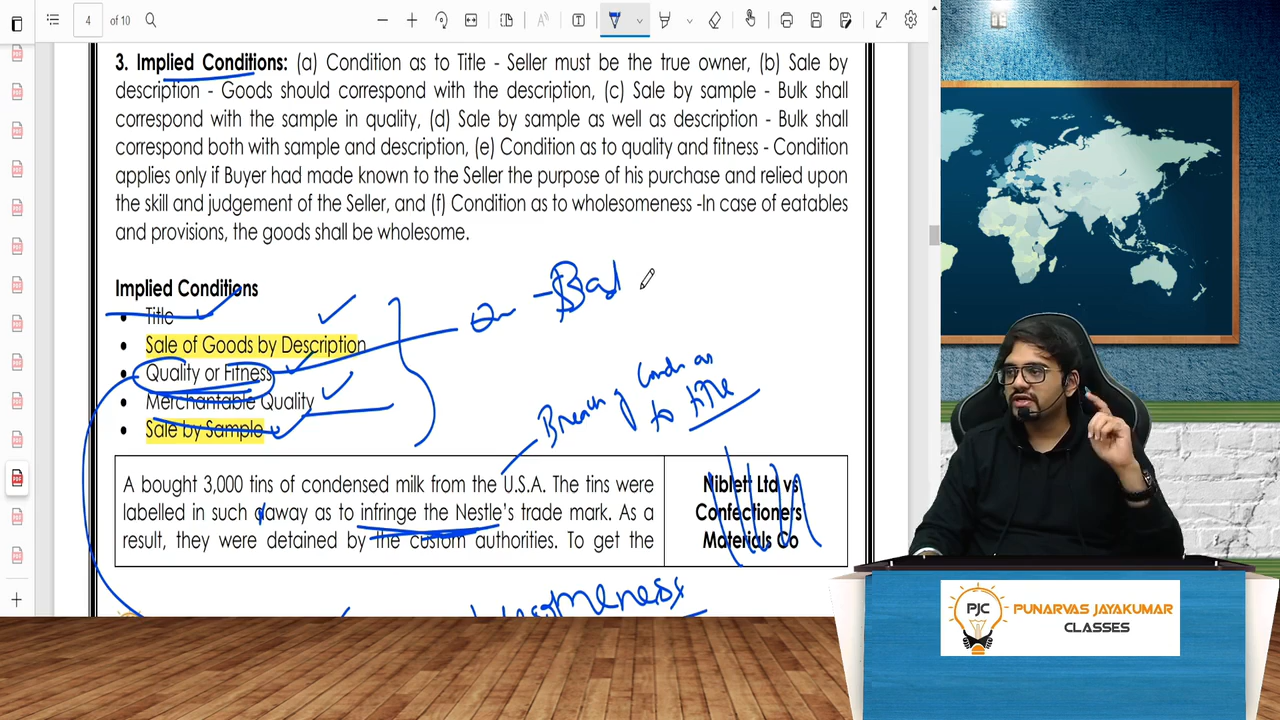 4 of 10
3. Implied Conditions: (a) Condition as to Title - Seller must be the true owner, (b) Sale by
description - Goods should correspond with the description, (c) Sale by sample - Bulk shall
correspond with the sample in quality, (d) Sale by sample as well as description - Bulk shall
correspond both with sample and description, (e) Condition as to quality and fitness - Condition
applies only if Buyer had made known to the Seller the purpose of his purchase and relied upon
the skill and judgement of the Seller, and (f) Condition as to wholesomeness -In case of eatables
and provisions, the goods shall be wholesome.
Implied Conditions
• Title
• Sale of Goods by Description
• Quality or Fitness
• Merchantable Quality
• Sale by Sample
- Bad
Breach of
as
to title
A bought 3,000 tins of condensed milk from the U.S.A. The tins were
labelled in such away as to infringe the Nestle's trade mark. As a
result, they were detained by the custom authorities. To get the
Niblett Ltd vs
Confectioners
Materials Co
PJC
PUNARVAS JAYAKUMAR
CLASSES